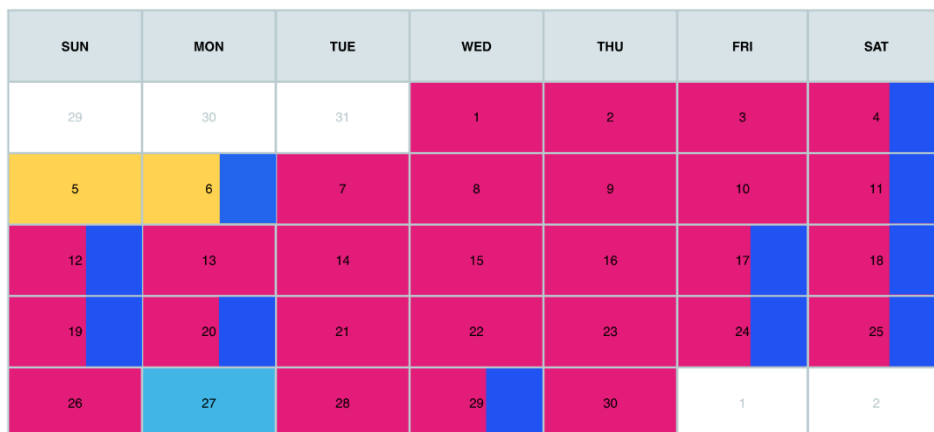 SUN MON TUE WED THU FRI SAT
29 30 31 1 2 3 4
5 6 7 8 9 10 11
12 13 14 15 16 17 18
19 20 21 22 23 24 25
26 27 28 29 30 1 2